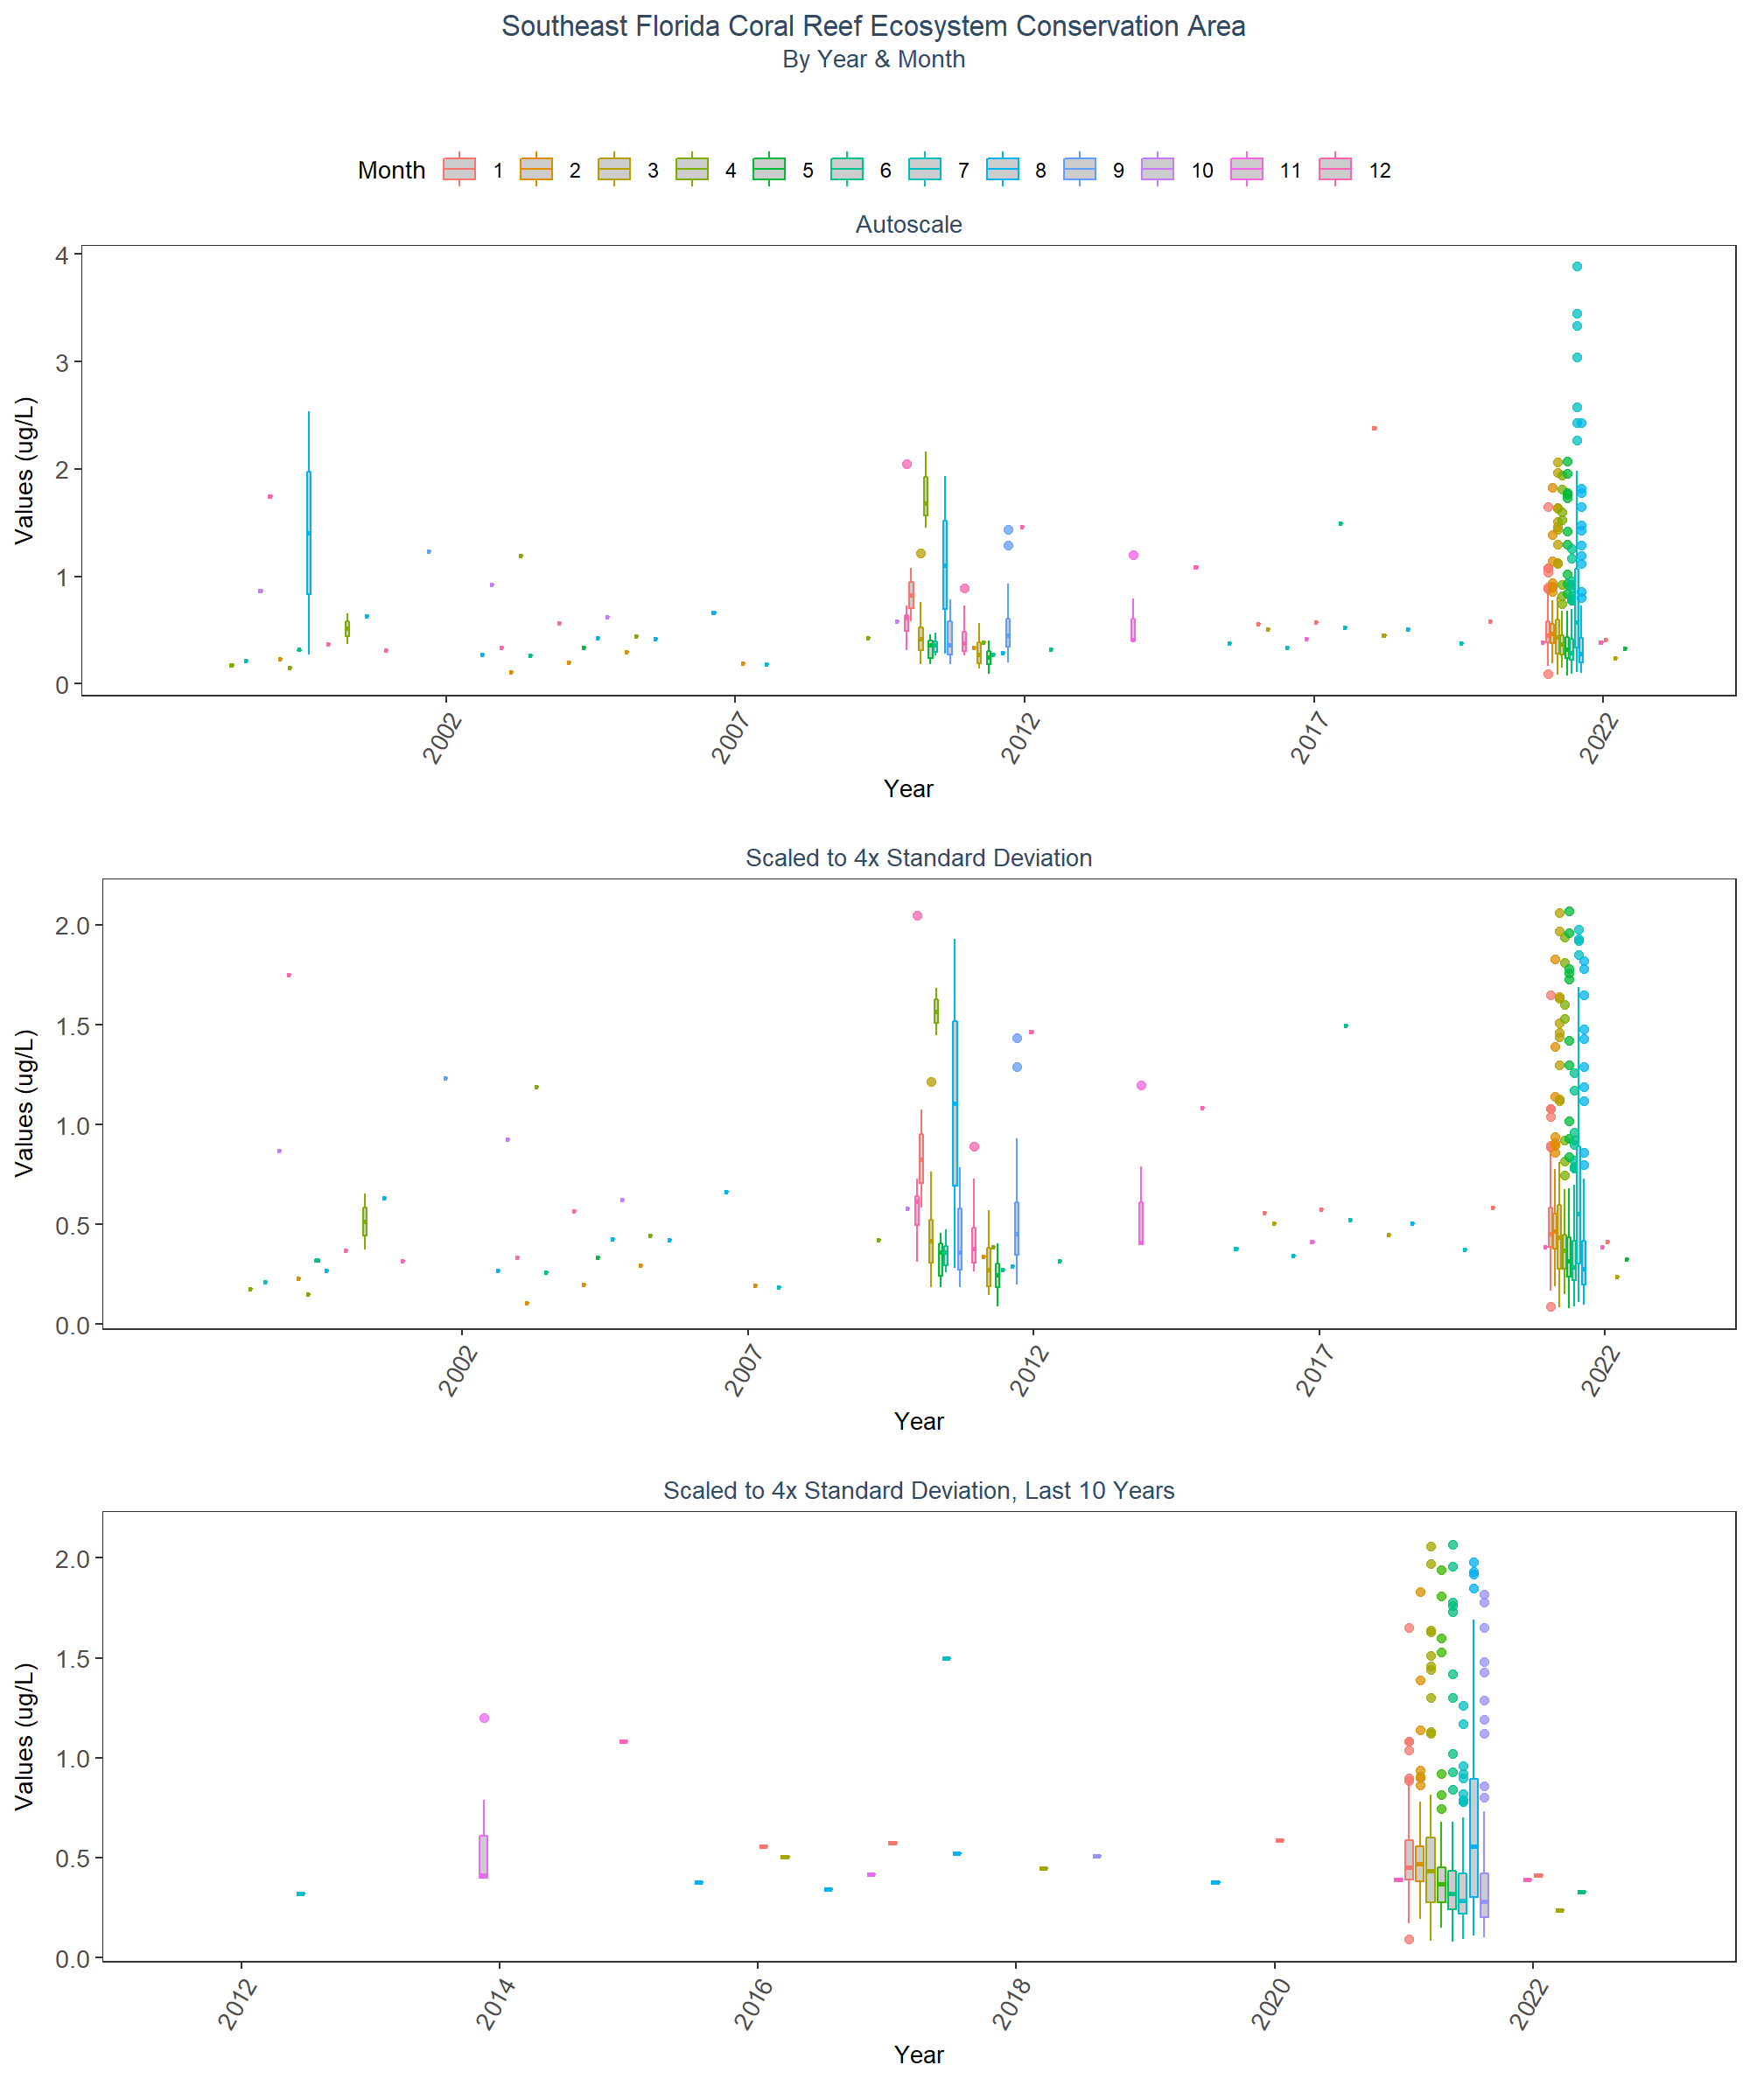 Southeast Florida Coral Reef Ecosystem Conservation Area
By Year & Month
Month 1 2 3 4 5 6 7 8 9 10 11 12
Autoscale
4
3
2
1
0
Values (ug/L)
2002 2007 2012 2017 2022
Year
Scaled to 4x Standard Deviation
2.0
1.5
1.0
0.5
0.0
Values (ug/L)
2002 2007 2012 2017 2022
Year
Scaled to 4x Standard Deviation, Last 10 Years
2.0
1.5
1.0
0.5
0.0
Values (ug/L)
2012 2014 2016 2018 2020 2022
Year